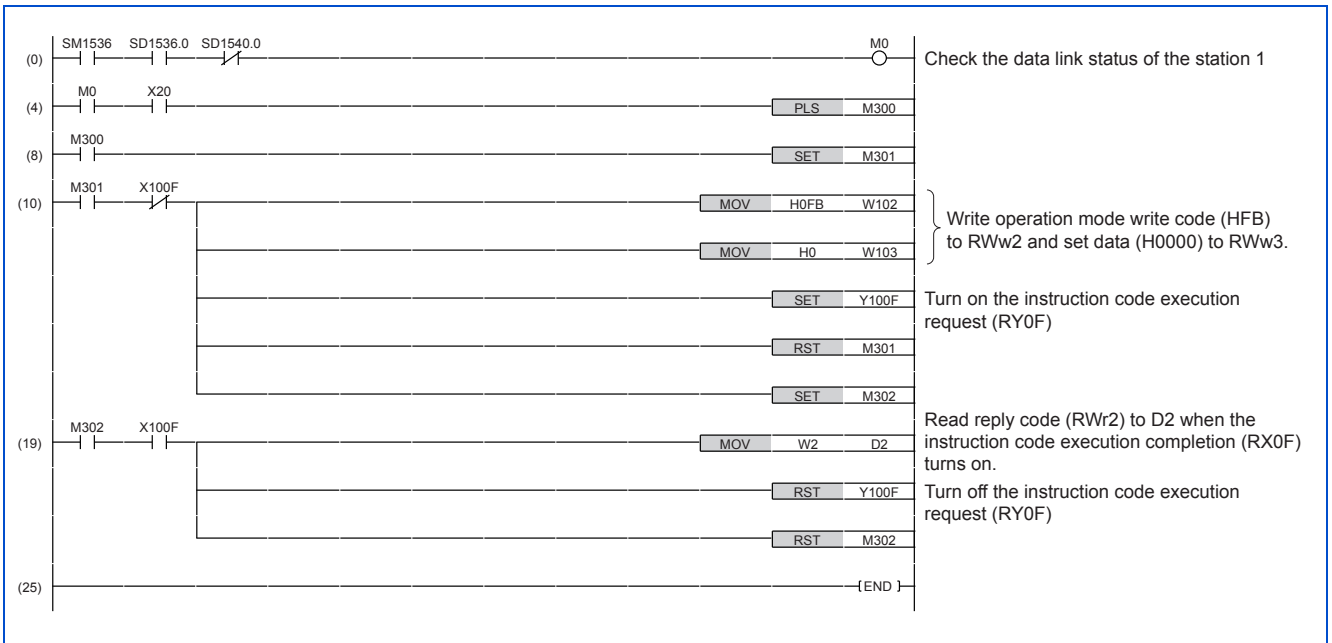 SM1536 SD1536.0 SD1540.0 M0
(0) Check the data link status of the station 1
M0 X20
(4) PLS M300
M300
(8) SET M301
M301 X100F
(10) MOV H0FB W102
Write operation mode write code (HFB)
to RWw2 and set data (H0000) to RWw3.
MOV H0 W103
SET Y100F Turn on the instruction code execution
request (RY0F)
RST M301
SET M302
M302 X100F Read reply code (RWr2) to D2 when the
(19) MOV W2 D2 instruction code execution completion (RX0F)
turns on.
RST Y100F Turn off the instruction code execution
request (RY0F)
RST M302
(25) END